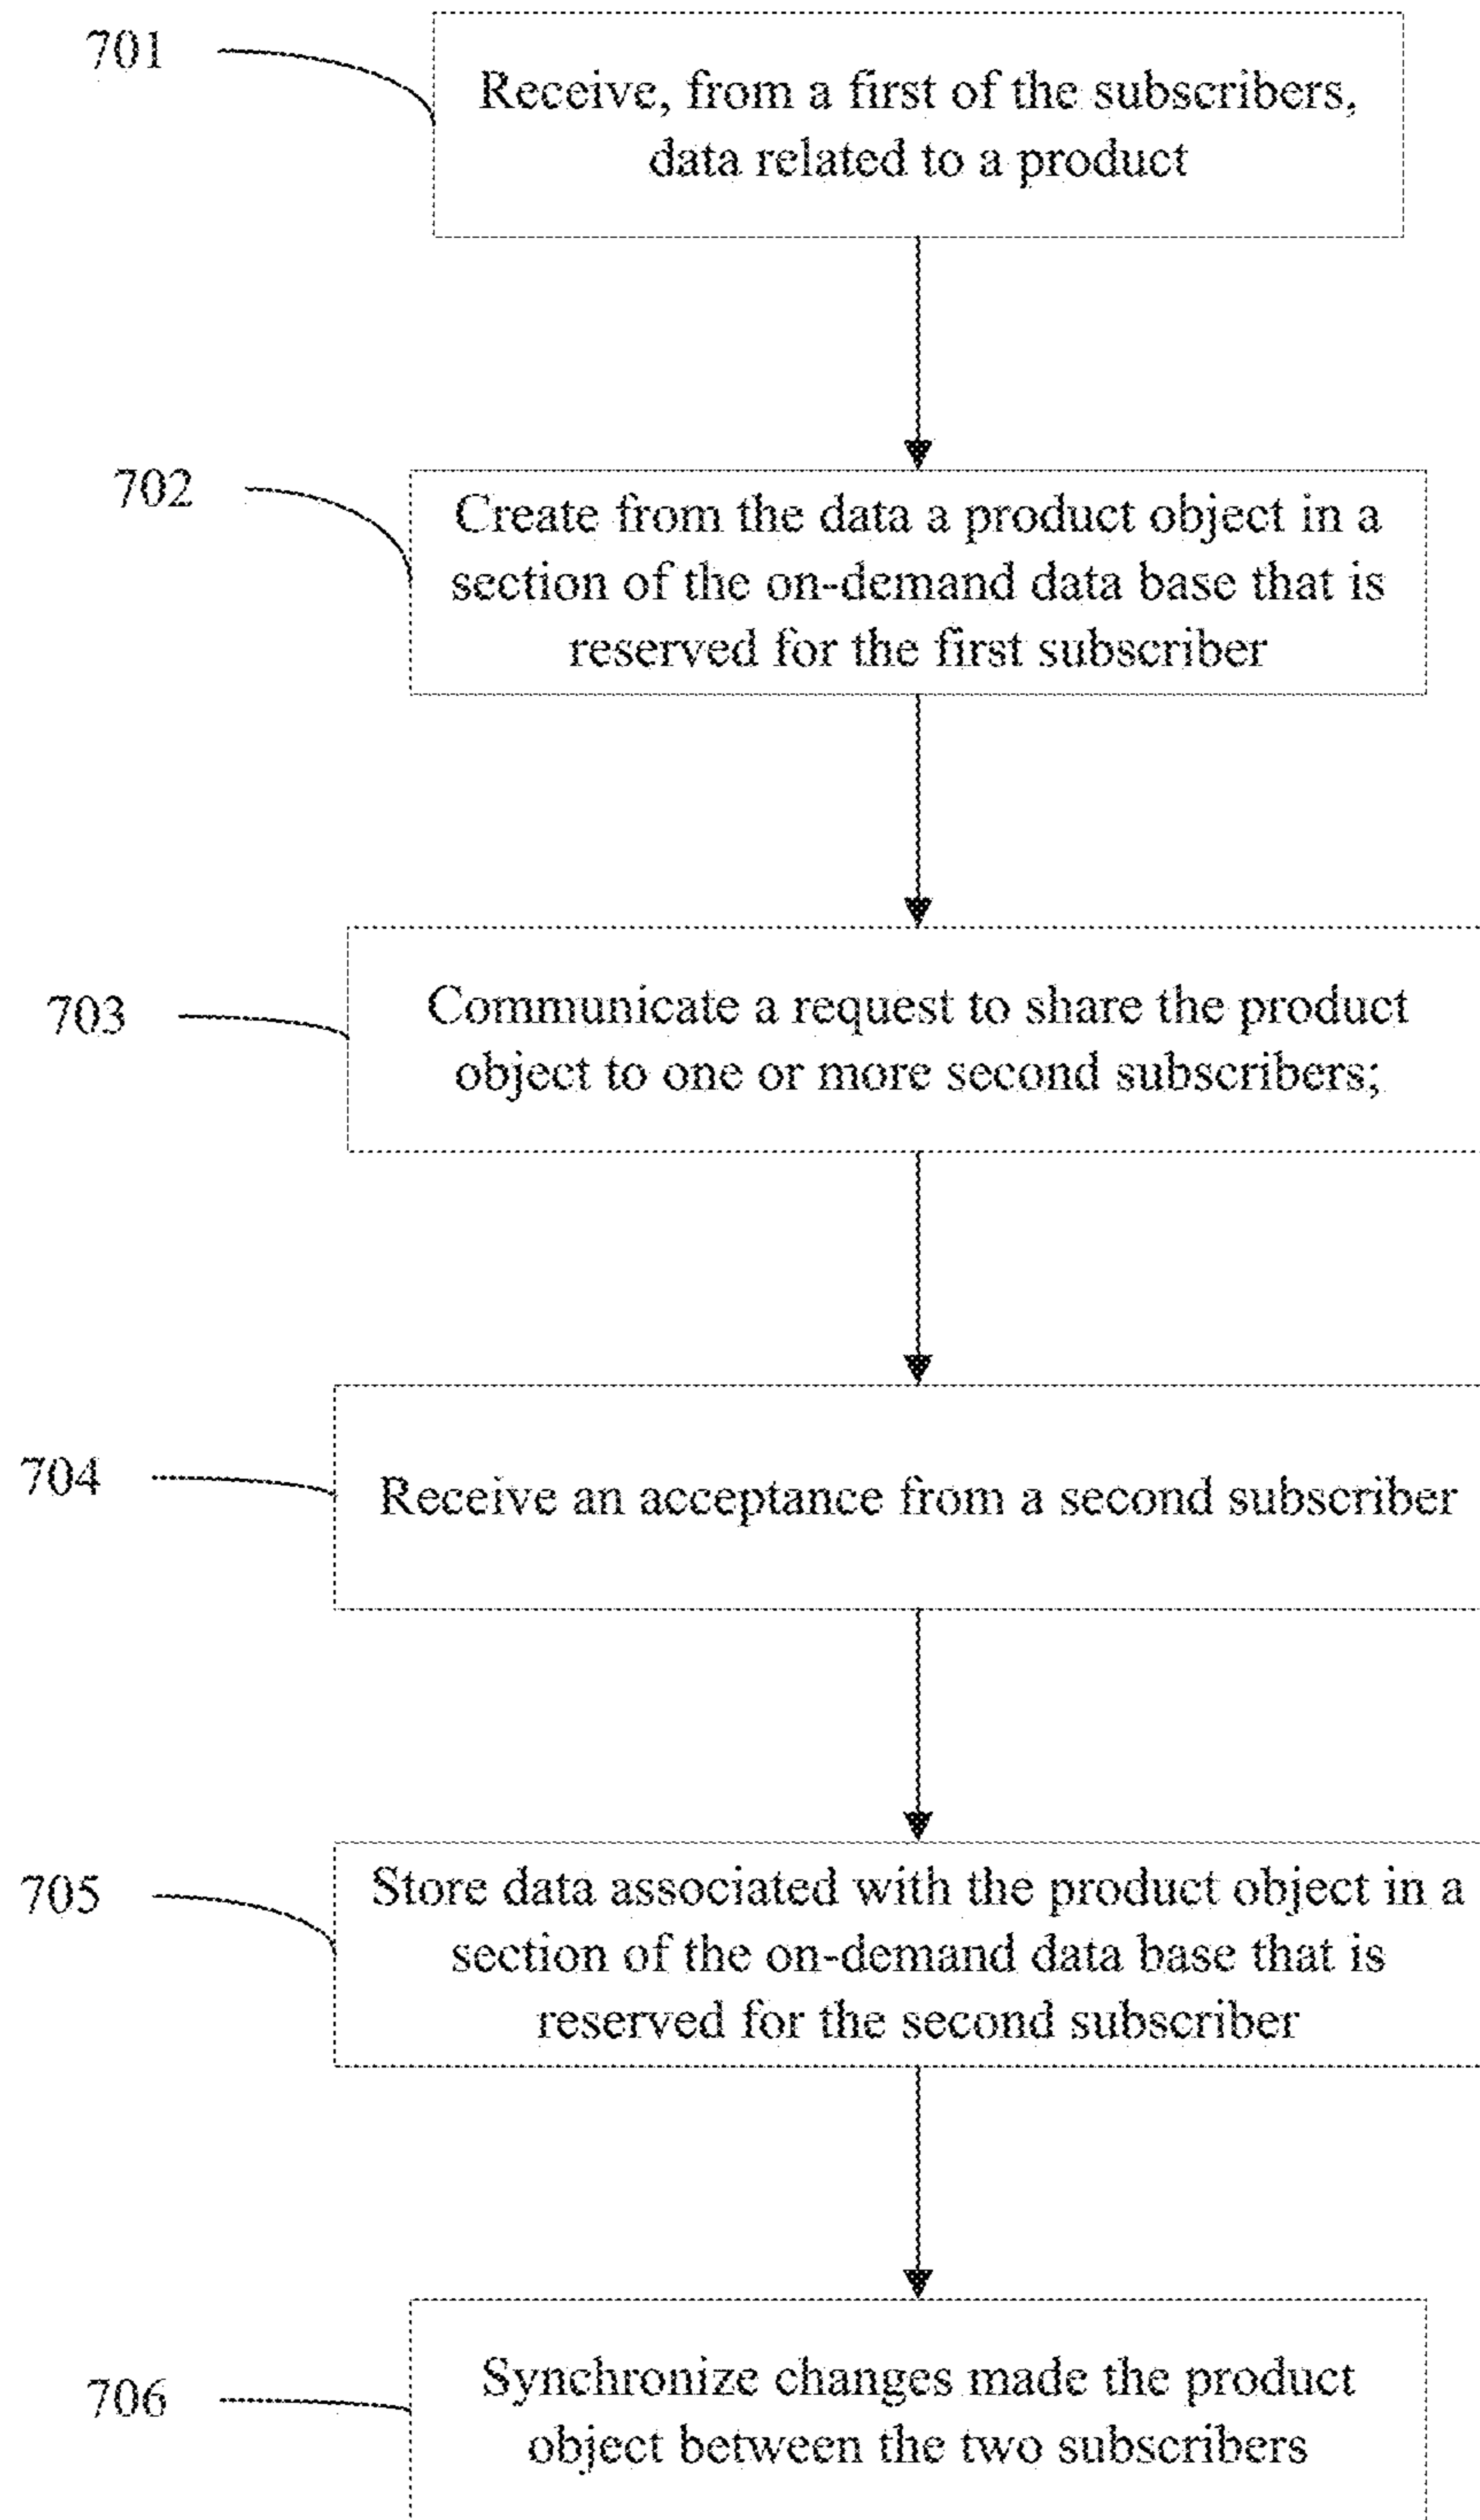 701
Receive, from a first of the subscribers,
data related to a product
702
Create from the data a product object in a
section of the on-demand data base that is
reserved for the first subscriber
703
Communicate a request to share the product
object to one or more second subscribers;
704
Receive an acceptance from a second subscriber
705
Store data associated with the product object in a
section of the on-demand data base that is
reserved for the second subscriber
706
Synchronize changes made the product
object between the two subscribers